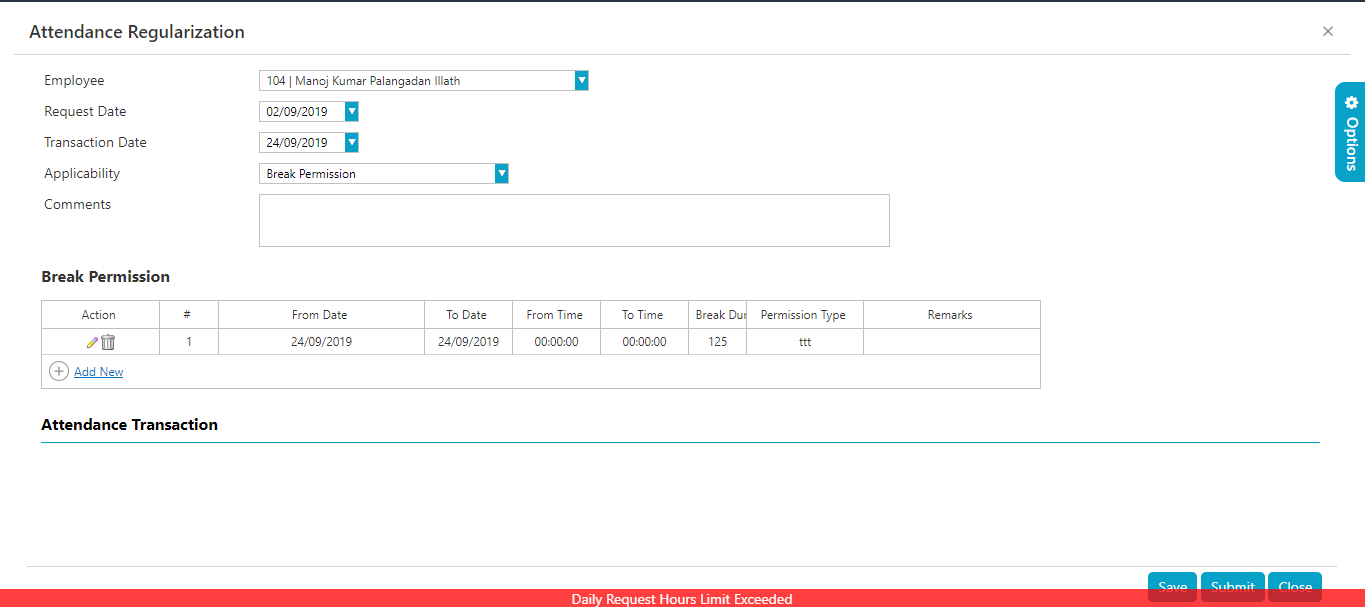 Attendance Regularization
Employee 104 | Manoj Kumar Palangadan Illath
Request Date 02/09/2019
Transaction Date 24/09/2019
Applicability Break Permission
Comments
Options
Break Permission
Action # From Date To Date From Time To Time Break Dur Permission Type Remarks
1 24/09/2019 24/09/2019 00:00:00 00:00:00 125 ttt
Add New
Attendance Transaction
Save Submit Close
Daily Request Hours Limit Exceeded